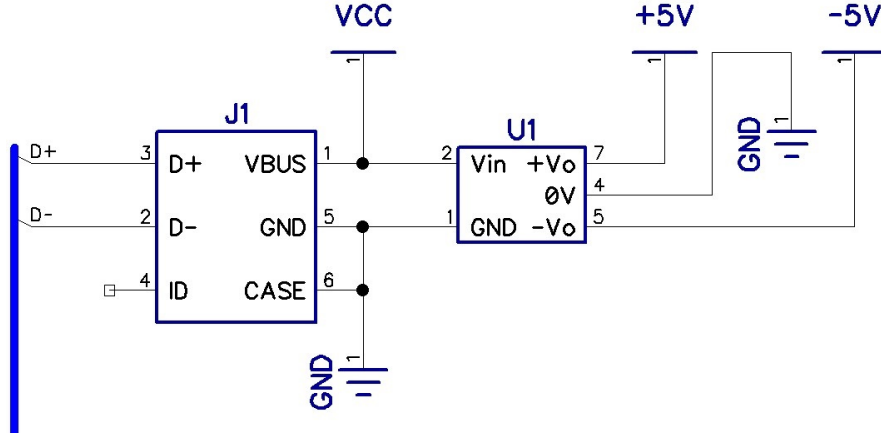 VCC +5V -5V
1 1 1
J1
U1
GND 1
D+ 3 D+ VBUS 1 2 Vin +Vo 7
0V 4
D- 2 D- GND 5 1 GND -Vo 5
4 ID CASE 6
GND 1